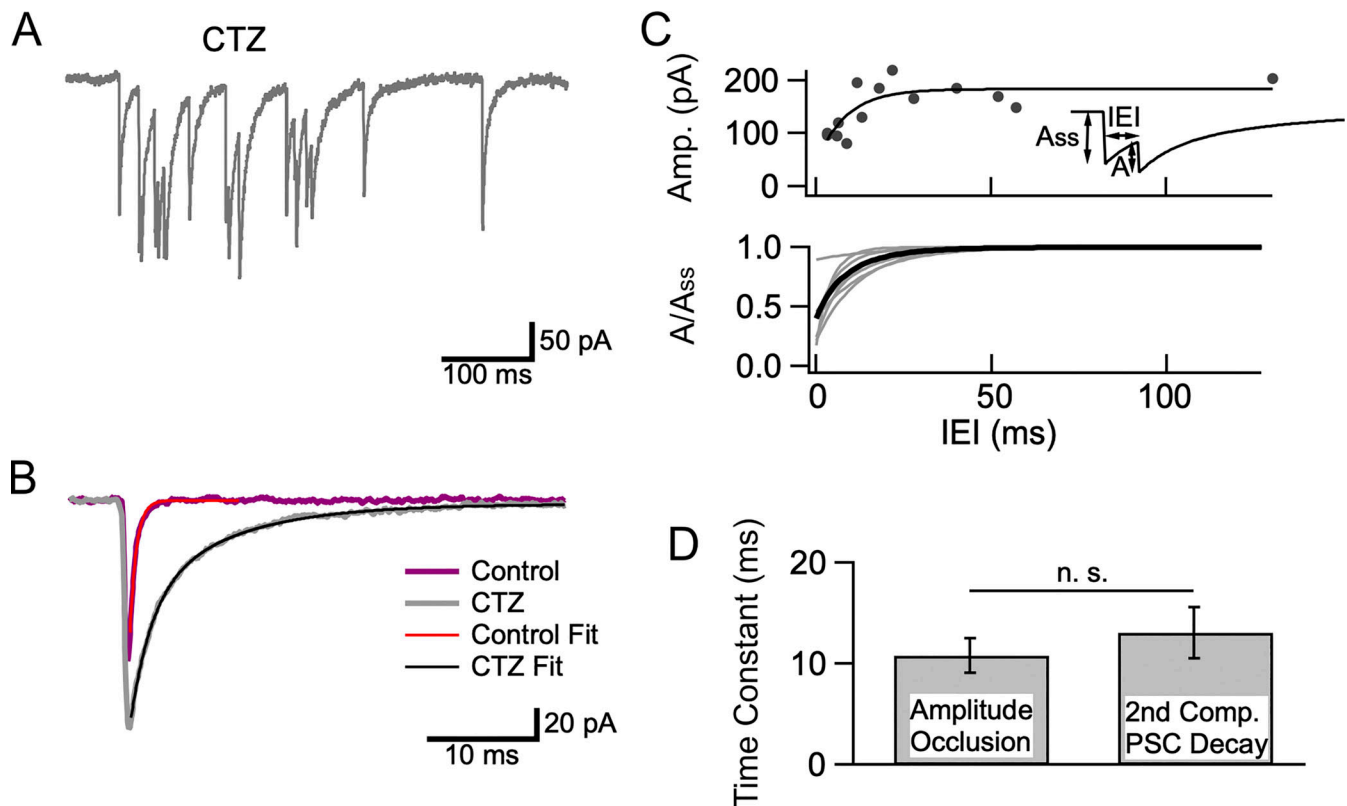 A
CTZ
50 pA
100 ms
B
Control
CTZ
Control Fit
CTZ Fit
20 pA
10 ms
C
Amp. (pA)
200
100
0
IEI
Ass
A
A/Ass
1.0
0.5
0.0
0 50 100
IEI (ms)
D
Time Constant (ms)
20
10
0
n. s.
Amplitude
Occlusion
2nd Comp.
PSC Decay